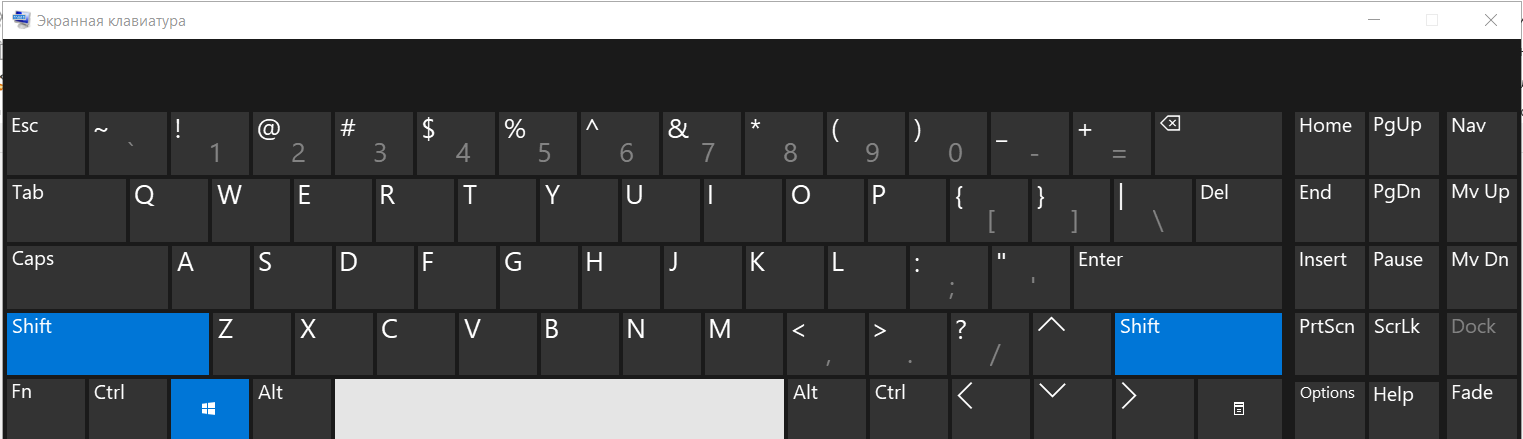 Экранная клавиатура
Esc ~ ` ! 1 @ 2 # 3 $ 4 % 5 ^ 6 & 7 * 8 ( 9 ) 0 _ - + = Home PgUp Nav
Tab Q W E R T Y U I O P { [ } ] | \ Del End PgDn Mv Up
Caps A S D F G H J K L : ; " ' Enter Insert Pause Mv Dn
Shift Z X C V B N M < , > . ? / Shift PrtScn ScrLk Dock
Fn Ctrl Alt Alt Ctrl Options Help Fade